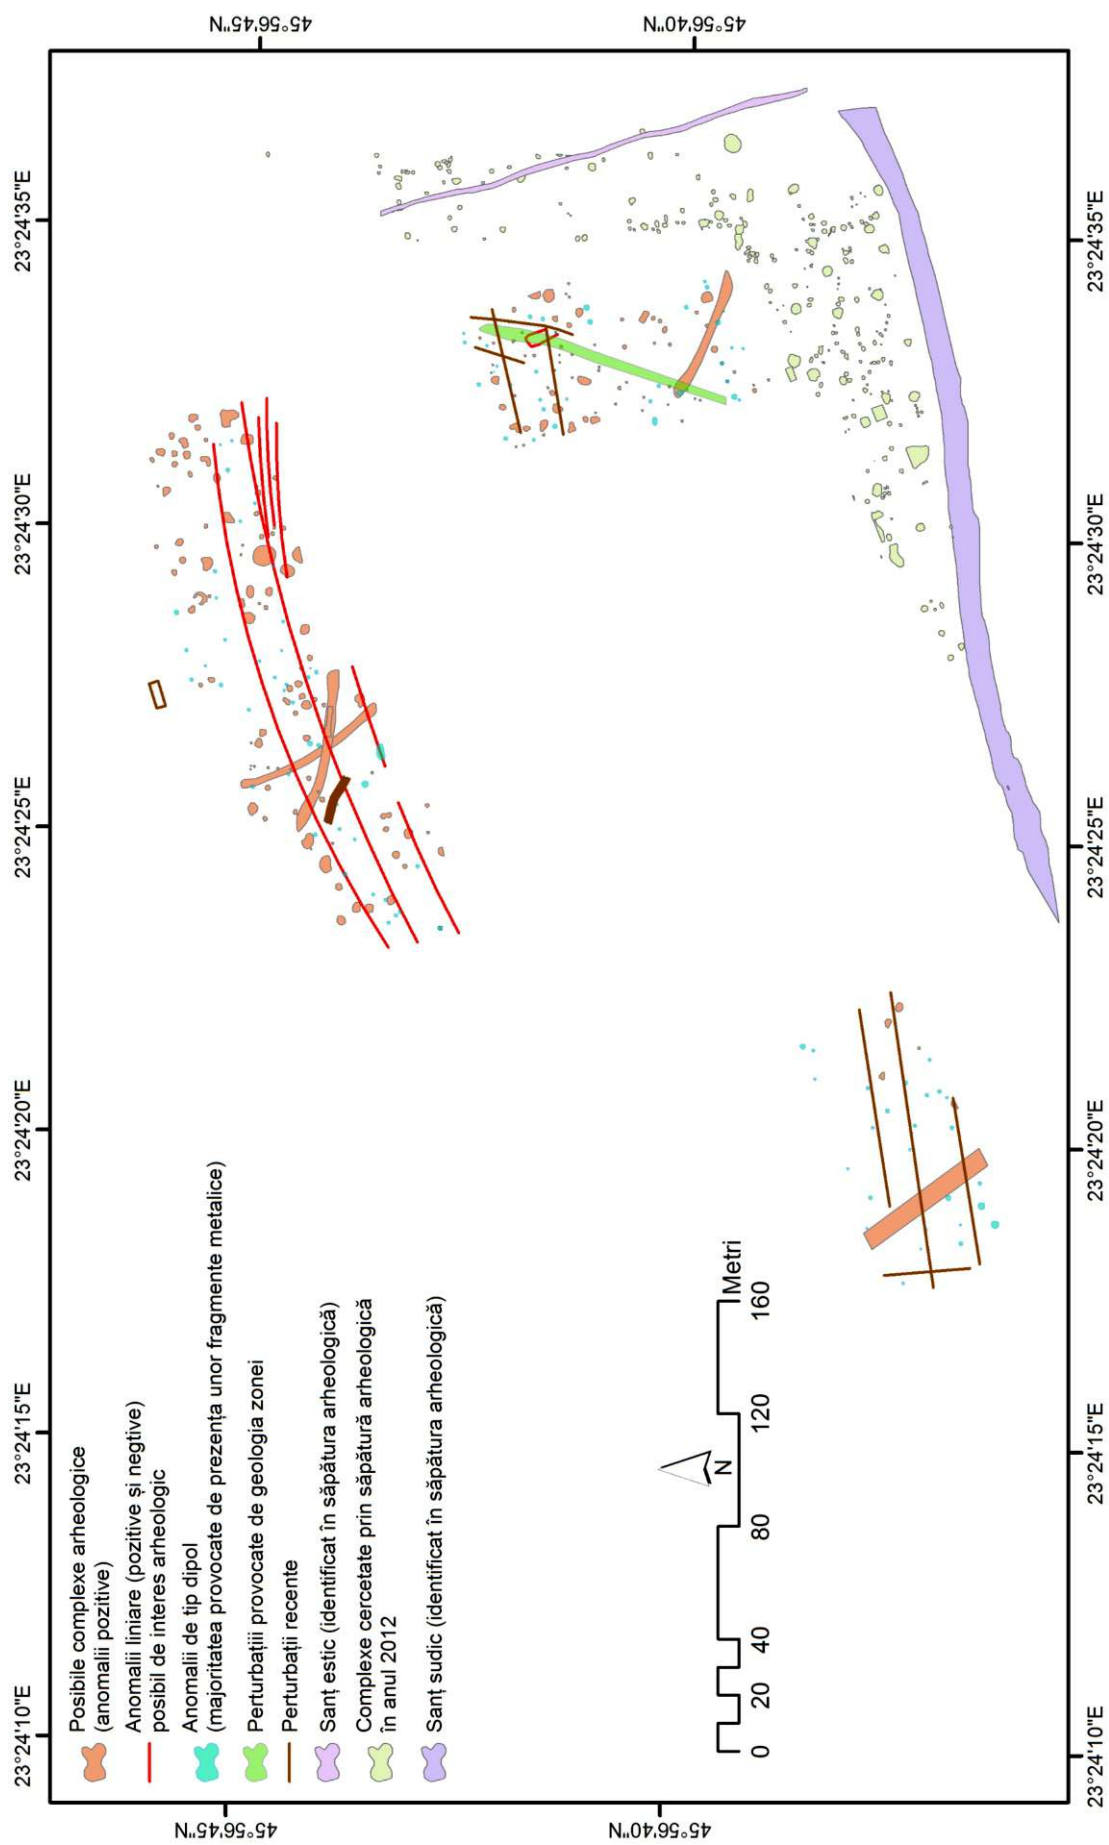 23°24'10"E
23°24'15"E
23°24'20"E
23°24'25"E
23°24'30"E
23°24'35"E
45°56'45"N
45°56'45"N
45°56'40"N
45°56'40"N
Posibile complexe arheologice
(anomalii pozitive)
Anomalii liniare (pozitive și negtive)
posibil de interes arheologic
Anomalii de tip dipol
(majoritatea provocate de prezența unor fragmente metalice)
Perturbațiii provocate de geologia zonei
Perturbații recente
Sanț estic (identificat în săpătura arheologică)
Complexe cercetate prin săpătură arheologică
în anul 2012
Sanț sudic (identificat în săpătura arheologică)
N
Metri
0 20 40 80 120 160
23°24'10"E
23°24'15"E
23°24'20"E
23°24'25"E
23°24'30"E
23°24'35"E